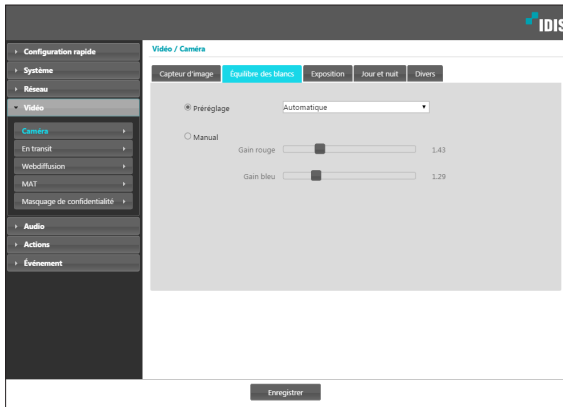 IDIS
Configuration rapide
Système
Réseau
Vidéo
Caméra
En transit
Webdiffusion
MAT
Masquage de confidentialité
Audio
Actions
Événement
Vidéo / Caméra
Capteur d'image
Équilibre des blancs
Exposition
Jour et nuit
Divers
Préréglage
Automatique
Manual
Gain rouge
1.43
Gain bleu
1.29
Enregistrer